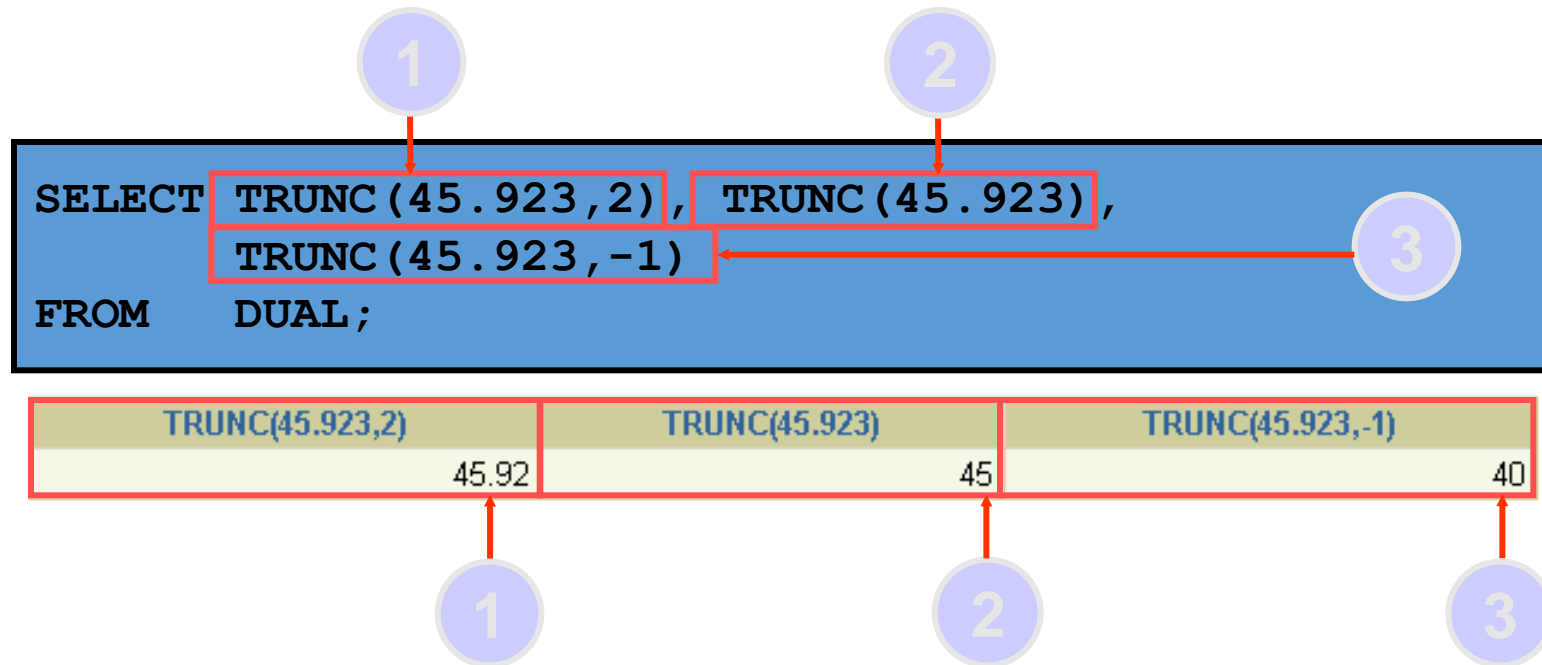 1 2
SELECT TRUNC(45.923,2), TRUNC(45.923),
TRUNC(45.923,-1) 3
FROM DUAL;
TRUNC(45.923,2) TRUNC(45.923) TRUNC(45.923,-1)
45.92 45 40
1 2 3